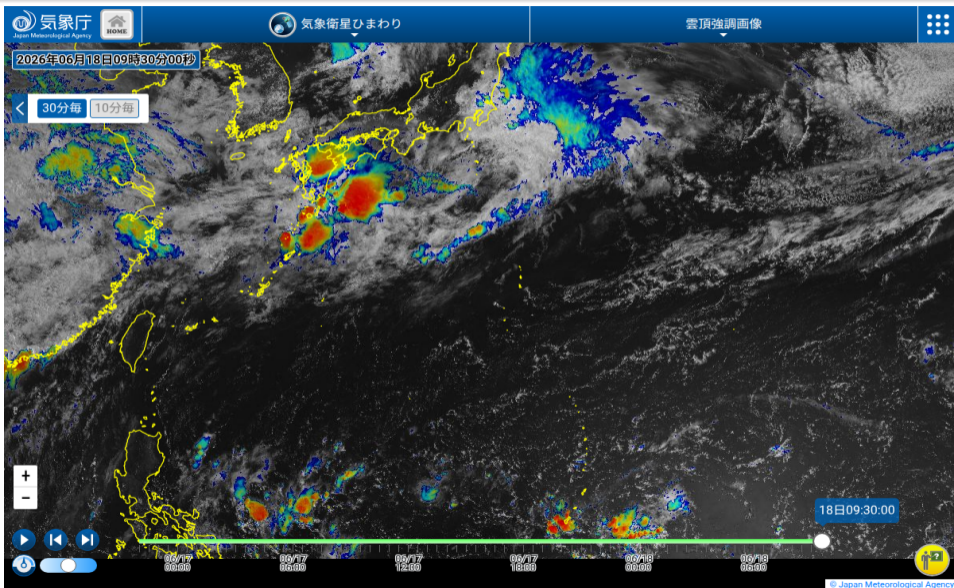 気象庁
Japan Meteorological Agency
HOME
気象衛星ひまわり
雲頂強調画像
2026年06月18日09時30分00秒
30分毎
10分毎
+
−
18日09:30:00
06/17
00:00
06/17
06:00
06/17
12:00
06/17
18:00
06/18
00:00
06/18
06:00
© Japan Meteorological Agency